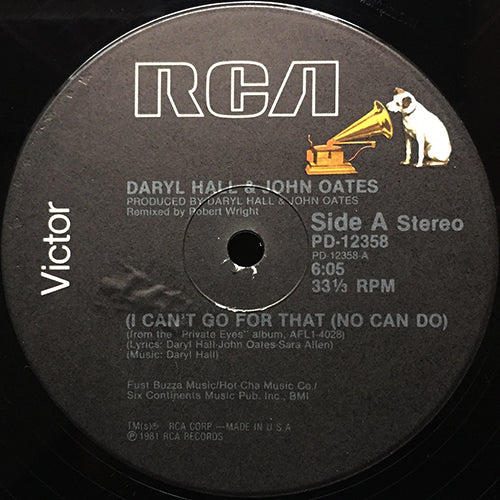 RCA
Victor
DARYL HALL & JOHN OATES
PRODUCED BY DARYL HALL & JOHN OATES
Remixed by Robert Wright
Side A Stereo
PD-12358
PD-12358-A
6:05
33⅓ RPM
(I CAN'T GO FOR THAT (NO CAN DO)
(from the "Private Eyes" album, AFL1-4028)
(Lyrics: Daryl Hall-John Oates-Sara Allen)
(Music: Daryl Hall)
Fust Buzza Music/Hot Cha Music Co./
Six Continents Music Pub. Inc., BMI
TM(s)® RCA CORP.—MADE IN U.S.A
℗ 1981 RCA RECORDS